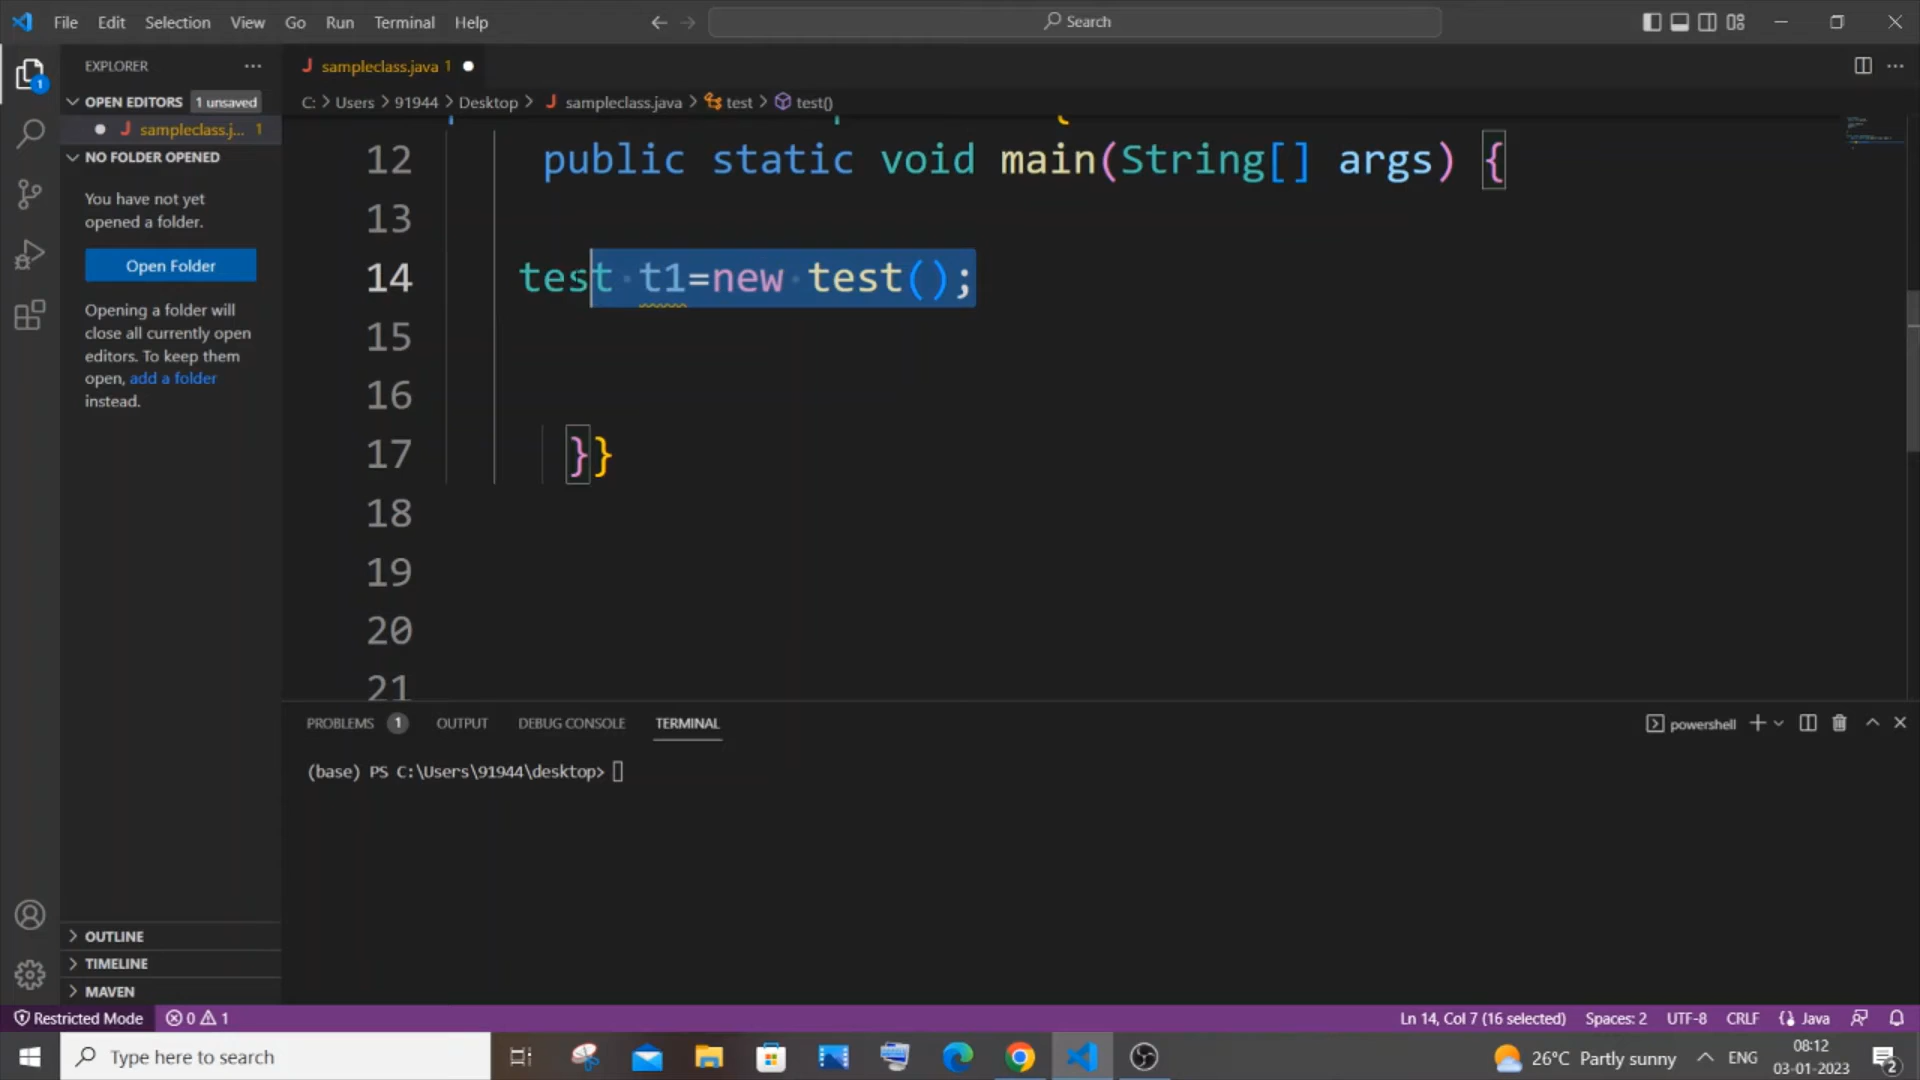 File Edit Selection View Go Run Terminal Help
Search
EXPLORER
sampleclass.java 1
OPEN EDITORS 1 unsaved
C: > Users > 91944 > Desktop > sampleclass.java > test > test()
sampleclass.j... 1
NO FOLDER OPENED
You have not yet
opened a folder.
Open Folder
Opening a folder will
close all currently open
editors. To keep them
open, add a folder
instead.
12 public static void main(String[] args) {
13
14 test t1=new test();
15
16
17 }}
18
19
20
21
PROBLEMS 1 OUTPUT DEBUG CONSOLE TERMINAL
powershell
(base) PS C:\Users\91944\desktop>
OUTLINE
TIMELINE
MAVEN
Restricted Mode 0 1
Ln 14, Col 7 (16 selected) Spaces: 2 UTF-8 CRLF Java
Type here to search
26°C Partly sunny ENG
08:12
03-01-2023
2